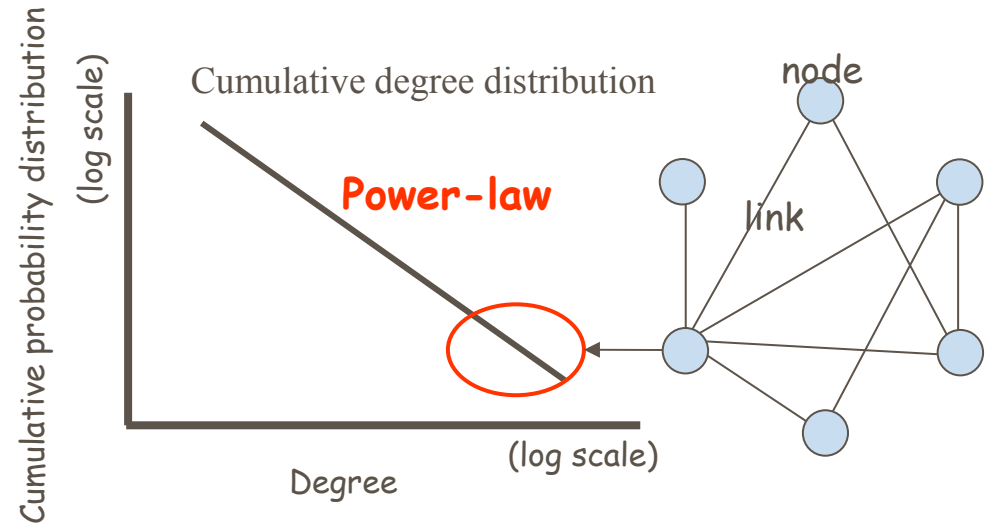 Cumulative probability distribution
(log scale)
Cumulative degree distribution
Power-law
node
link
(log scale)
Degree